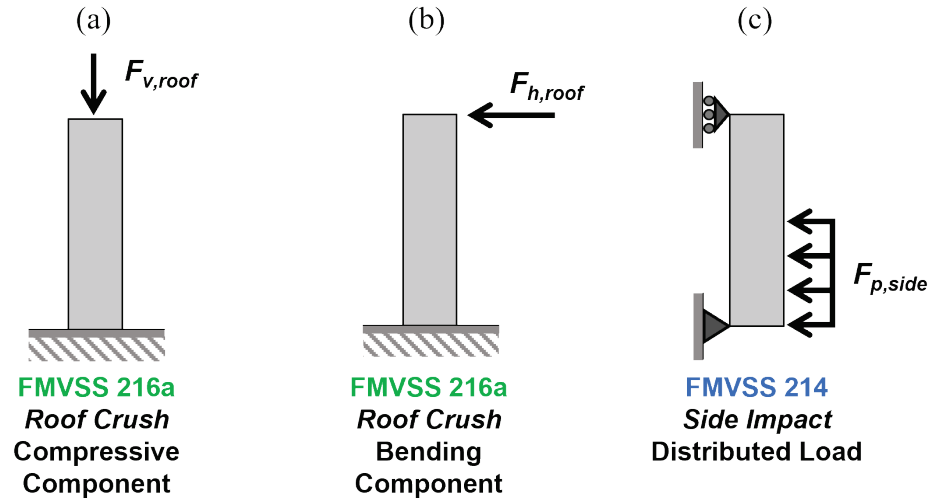 (a)
F_v,roof
FMVSS 216a
Roof Crush
Compressive
Component
(b)
F_h,roof
FMVSS 216a
Roof Crush
Bending
Component
(c)
F_p,side
FMVSS 214
Side Impact
Distributed Load